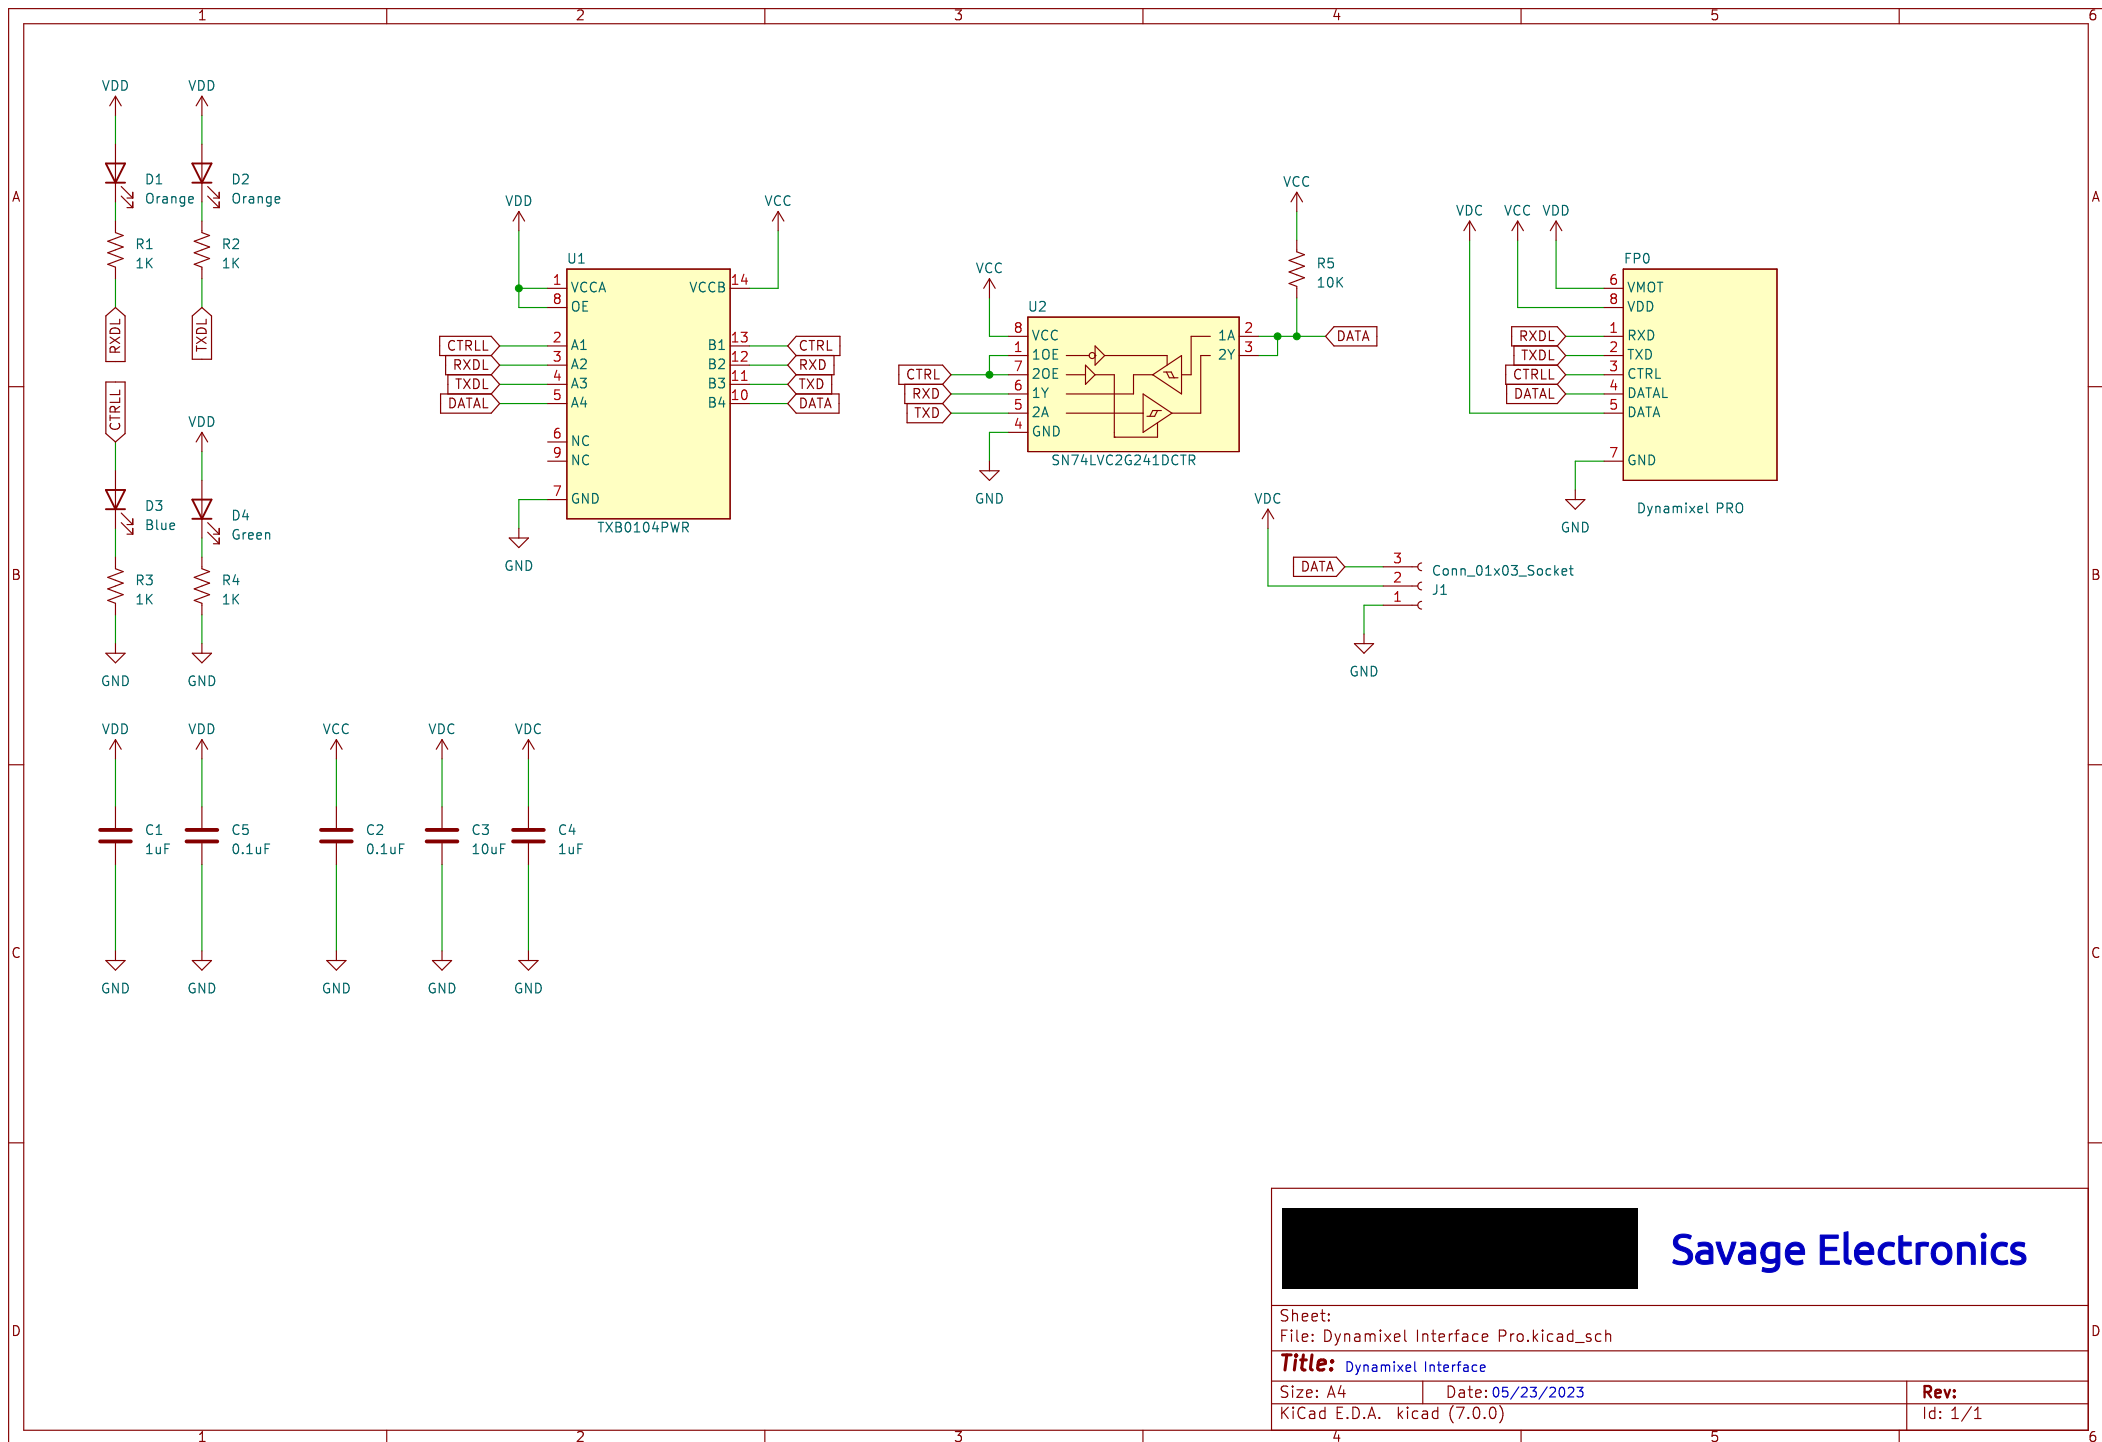 1 2 3 4 5 6
A
B
C
D
A
B
C
D
1 2 3 4 5 6
VDD
D1
Orange
R1
1K
RXDL
VDD
D2
Orange
R2
1K
TXDL
CTRLL
D3
Blue
R3
1K
GND
VDD
D4
Green
R4
1K
GND
VDD
C1
1uF
GND
VDD
C5
0.1uF
GND
VCC
C2
0.1uF
GND
VDC
C3
10uF
GND
VDC
C4
1uF
GND
VDD
VCC
U1
1 VCCA VCCB 14
8 OE
CTRLL 2 A1 B1 13 CTRL
RXDL 3 A2 B2 12 RXD
TXDL 4 A3 B3 11 TXD
DATAL 5 A4 B4 10 DATA
6 NC
9 NC
7 GND
TXB0104PWR
GND
VCC
VCC
R5
10K
U2
8 VCC 1A 2 DATA
1 1OE 2Y 3
CTRL 7 2OE
RXD 6 1Y
TXD 5 2A
4 GND
SN74LVC2G241DCTR
GND
VDC
DATA 3
Conn_01x03_Socket
2
J1
1
GND
VDC VCC VDD
FP0
6 VMOT
8 VDD
RXDL 1 RXD
TXDL 2 TXD
CTRLL 3 CTRL
DATAL 4 DATAL
5 DATA
7 GND
Dynamixel PRO
GND
Savage Electronics
Sheet:
File: Dynamixel Interface Pro.kicad_sch
Title: Dynamixel Interface
Size: A4 Date: 05/23/2023 Rev:
KiCad E.D.A. kicad (7.0.0) Id: 1/1